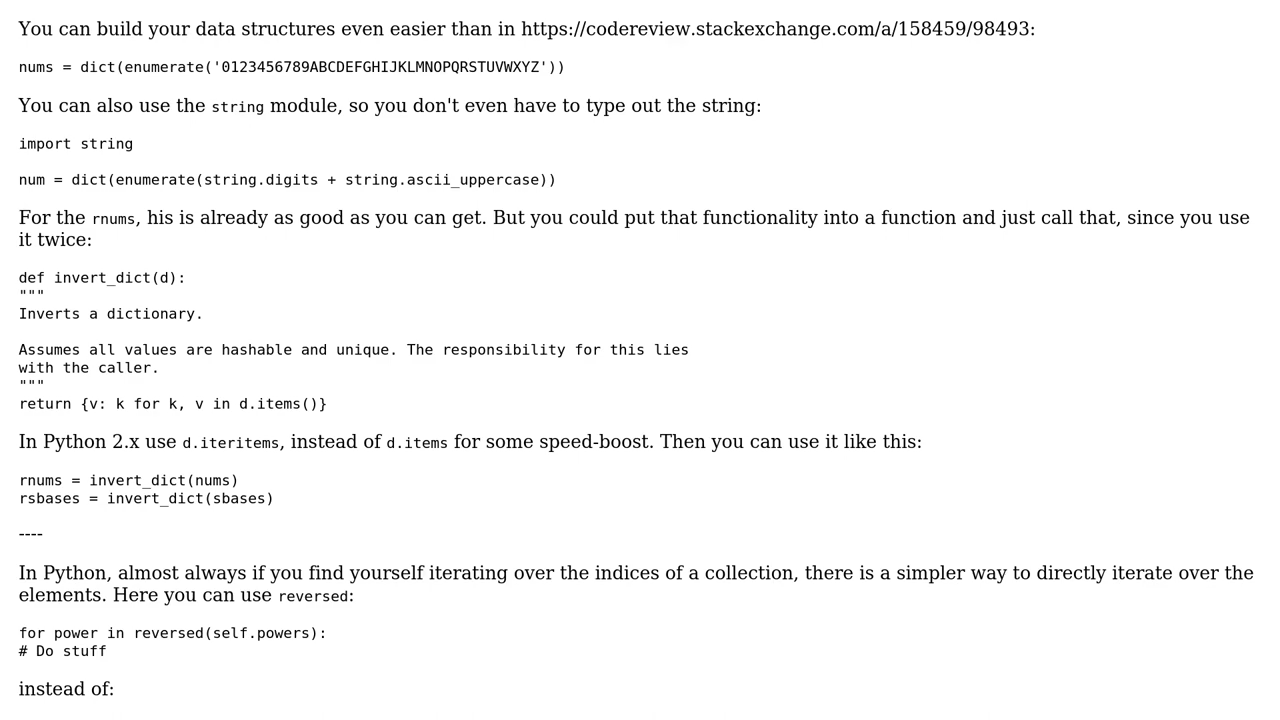 You can build your data structures even easier than in https://codereview.stackexchange.com/a/158459/98493:
nums = dict(enumerate('0123456789ABCDEFGHIJKLMNOPQRSTUVWXYZ'))
You can also use the string module, so you don't even have to type out the string:
import string
num = dict(enumerate(string.digits + string.ascii_uppercase))
For the rnums, his is already as good as you can get. But you could put that functionality into a function and just call that, since you use
it twice:
def invert_dict(d):
"""
Inverts a dictionary.
Assumes all values are hashable and unique. The responsibility for this lies
with the caller.
"""
return {v: k for k, v in d.items()}
In Python 2.x use d.iteritems, instead of d.items for some speed-boost. Then you can use it like this:
rnums = invert_dict(nums)
rsbases = invert_dict(sbases)
----
In Python, almost always if you find yourself iterating over the indices of a collection, there is a simpler way to directly iterate over the
elements. Here you can use reversed:
for power in reversed(self.powers):
# Do stuff
instead of: